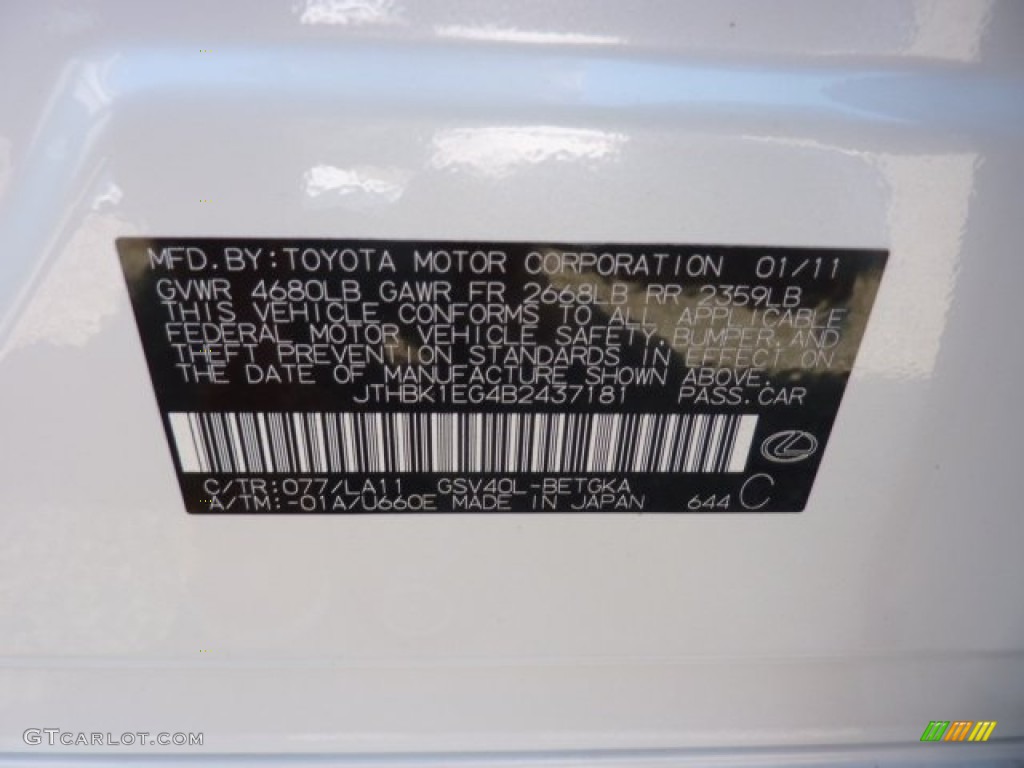 MFD. BY: TOYOTA MOTOR CORPORATION 01/11
GVWR 4680LB GAWR FR 2668LB RR 2359LB
THIS VEHICLE CONFORMS TO ALL APPLICABLE
FEDERAL MOTOR VEHICLE SAFETY, BUMPER, AND
THEFT PREVENTION STANDARDS IN EFFECT ON
THE DATE OF MANUFACTURE SHOWN ABOVE.
JTHBK1EG4B2437181 PASS. CAR
C/TR: 077/LA11 GSV40L-BETGKA
A/TM: -01A/U660E MADE IN JAPAN 644 C
GTCARLOT.COM